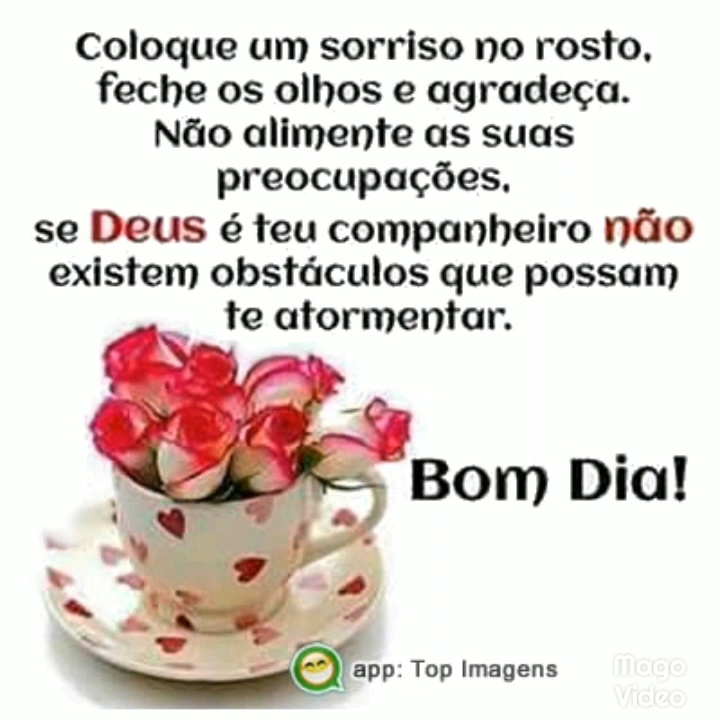 Coloque um sorriso no rosto,
feche os olhos e agradeça.
Não alimente as suas
preocupações,
se Deus é teu companheiro não
existem obstáculos que possam
te atormentar.
Bom Dia!
app: Top Imagens
Mago
Video